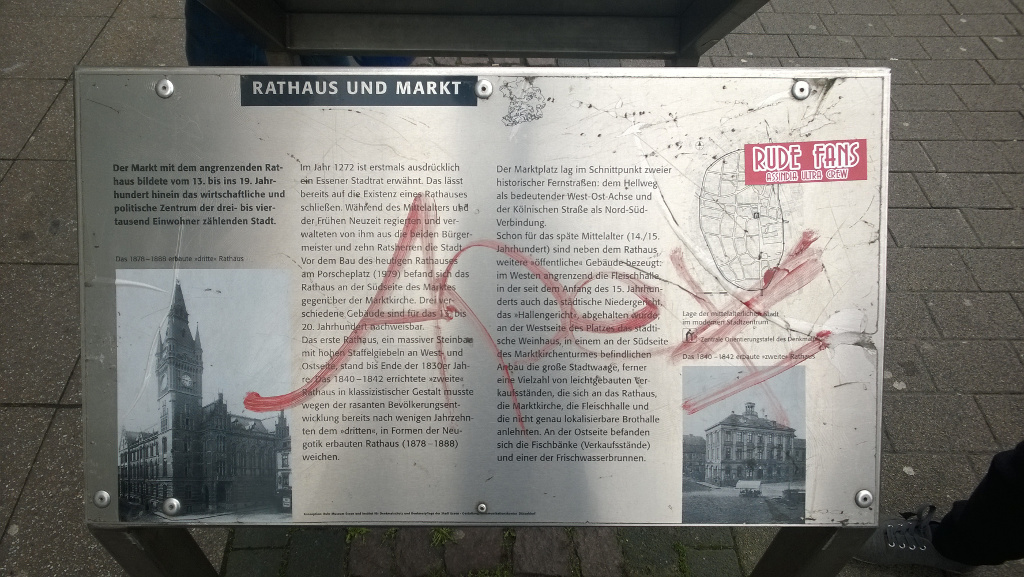 RATHAUS UND MARKT
Der Markt mit dem angrenzenden Rat-
haus bildete vom 13. bis ins 19. Jahr-
hundert hinein das wirtschaftliche und
politische Zentrum der drei- bis vier-
tausend Einwohner zählenden Stadt.
Das 1878–1888 erbaute »dritte« Rathaus
Im Jahr 1272 ist erstmals ausdrücklich
ein Essener Stadtrat erwähnt. Das lässt
bereits auf die Existenz eines Rathauses
schließen. Während des Mittelalters und
der Frühen Neuzeit regierten und ver-
walteten von ihm aus die beiden Bürger-
meister und zehn Ratsherren die Stadt.
Vor dem Bau des heutigen Rathauses
am Porscheplatz (1979) befand sich das
Rathaus an der Südseite des Marktes
gegenüber der Marktkirche. Drei ver-
schiedene Gebäude sind für das 13. bis
20. Jahrhundert nachweisbar.
Das erste Rathaus, ein massiver Steinbau
mit hohen Staffelgiebeln an West- und
Ostseite, stand bis Ende der 1830er Jah-
re. Das 1840–1842 errichtete »zweite«
Rathaus in klassizistischer Gestalt musste
wegen der rasanten Bevölkerungsent-
wicklung bereits nach wenigen Jahrzehn-
ten dem »dritten«, in Formen der Neu-
gotik erbauten Rathaus (1878–1888)
weichen.
Der Marktplatz lag im Schnittpunkt zweier
historischer Fernstraßen: dem Hellweg
als bedeutender West-Ost-Achse und
der Kölnischen Straße als Nord-Süd-
Verbindung.
Schon für das späte Mittelalter (14./15.
Jahrhundert) sind neben dem Rathaus
weitere »öffentliche« Gebäude bezeugt:
im Westen angrenzend die Fleischhalle,
in der seit dem Anfang des 15. Jahrhun-
derts auch das städtische Niedergericht,
das »Hallengericht«, abgehalten wurde,
an der Westseite des Platzes das städti-
sche Weinhaus, in einem an der Südseite
des Marktkirchenturmes befindlichen
Anbau die große Stadtwaage, ferner
eine Vielzahl von leichtgebauten Ver-
kaufsständen, die sich an das Rathaus,
die Marktkirche, die Fleischhalle und
die nicht genau lokalisierbare Brothalle
anlehnten. An der Ostseite befanden
sich die Fischbänke (Verkaufsstände)
und einer der Frischwasserbrunnen.
RUDE FANS
ASSINDIA ULTRA CREW
Lage der mittelalterlichen Stadt
im modernen Stadtzentrum
Zentrale Orientierungstafel des Denkmal
Das 1840–1842 erbaute »zweite« Rathaus